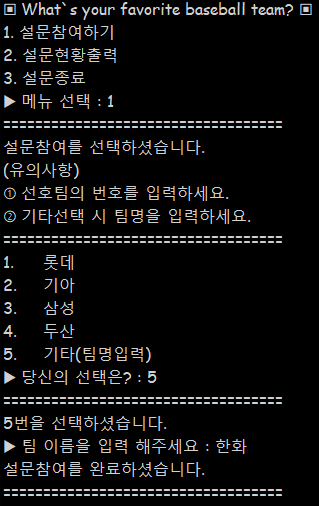 ▣ What`s your favorite baseball team? ▣
1. 설문참여하기
2. 설문현황출력
3. 설문종료
▶ 메뉴 선택 : 1
===================================
설문참여를 선택하셨습니다.
(유의사항)
① 선호팀의 번호를 입력하세요.
② 기타선택 시 팀명을 입력하세요.
===================================
1. 롯데
2. 기아
3. 삼성
4. 두산
5. 기타(팀명입력)
▶ 당신의 선택은? : 5
===================================
5번을 선택하셨습니다.
▶ 팀 이름을 입력 해주세요 : 한화
설문참여를 완료하셨습니다.
===================================